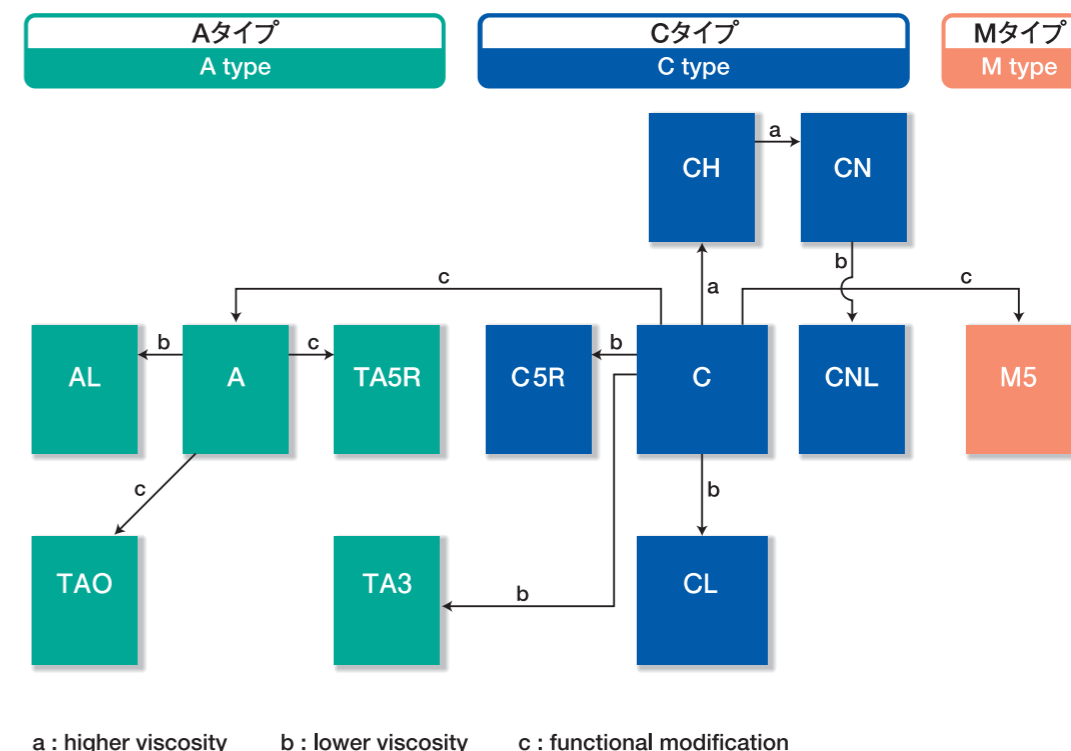 Aタイプ
A type
Cタイプ
C type
Mタイプ
M type
CH
a
CN
c
a
b
c
AL
b
A
c
TA5R
C5R
b
C
CNL
M5
c
b
TAO
TA3
b
CL
a : higher viscosity b : lower viscosity c : functional modification